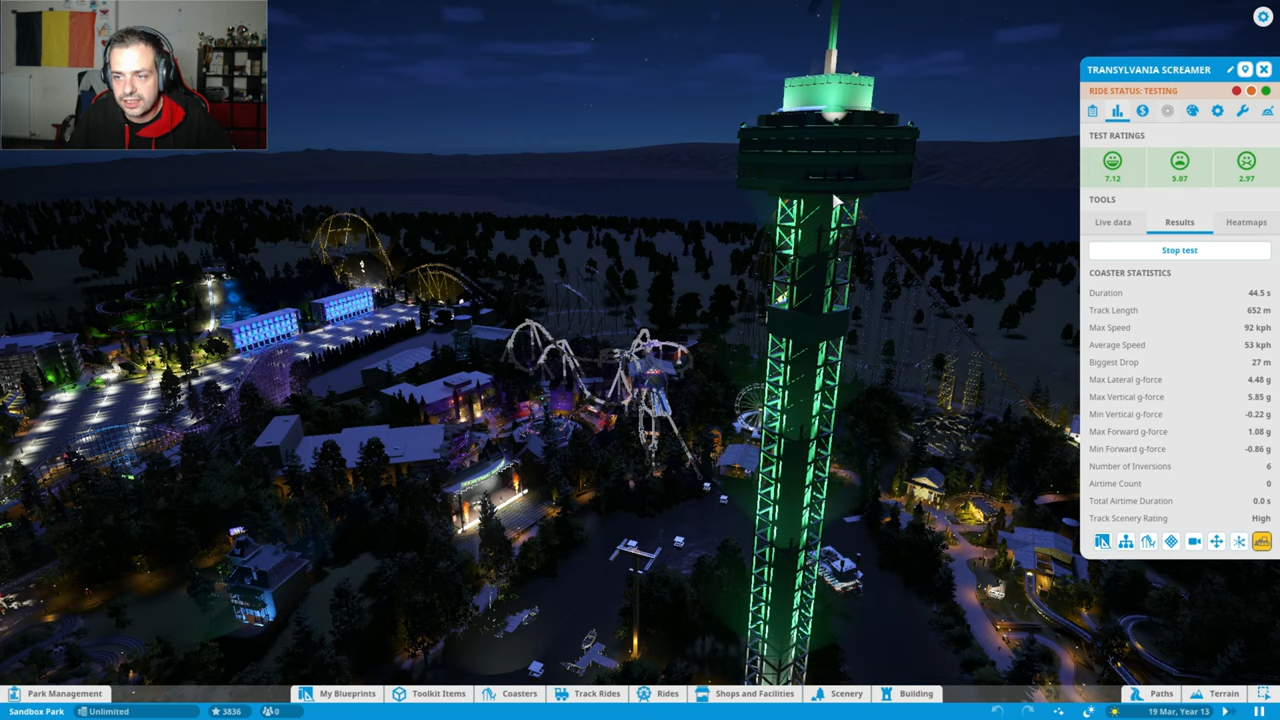 TRANSYLVANIA SCREAMER
RIDE STATUS: TESTING
TEST RATINGS
7.12 5.07 2.97
TOOLS
Live data Results Heatmaps
Stop test
COASTER STATISTICS
Duration 44.5 s
Track Length 652 m
Max Speed 92 kph
Average Speed 53 kph
Biggest Drop 27 m
Max Lateral g-force 4.48 g
Max Vertical g-force 5.85 g
Min Vertical g-force -0.22 g
Max Forward g-force 1.08 g
Min Forward g-force -0.86 g
Number of Inversions 6
Airtime Count 0
Total Airtime Duration 0.0 s
Track Scenery Rating High
Park Management My Blueprints Toolkit Items Coasters Track Rides Rides Shops and Facilities Scenery Building Paths Terrain
Sandbox Park Unlimited 3836 0 19 Mar, Year 13